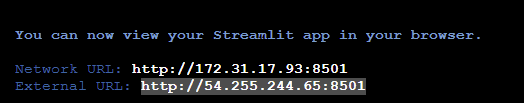 You can now view your Streamlit app in your browser.
Network URL: http://172.31.17.93:8501
External URL: http://54.255.244.65:8501